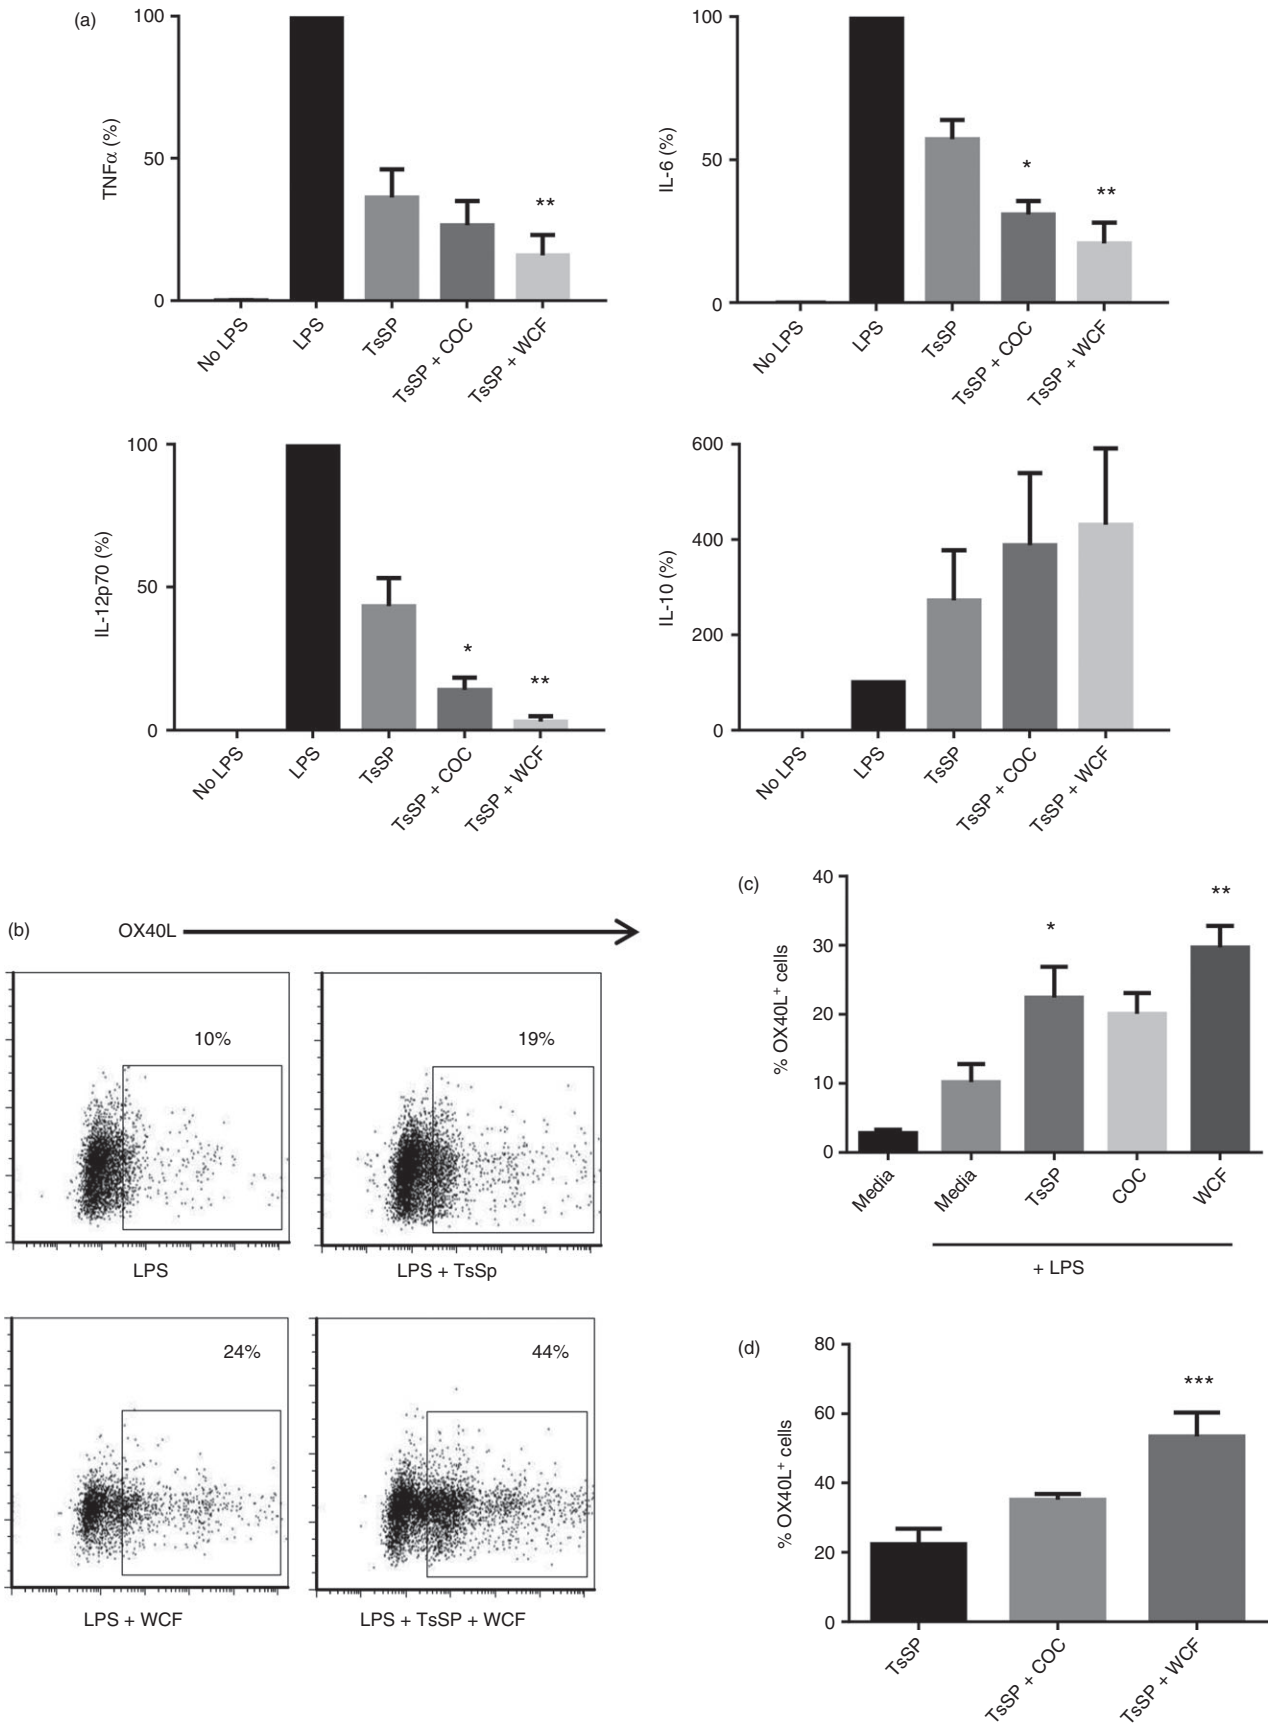 (a)
100
50
0
TNFα (%)
No LPS
LPS
TsSP
TsSP + COC
TsSP + WCF
**
100
50
0
IL-6 (%)
No LPS
LPS
TsSP
TsSP + COC
TsSP + WCF
*
**
100
50
0
IL-12p70 (%)
No LPS
LPS
TsSP
TsSP + COC
TsSP + WCF
*
**
600
400
200
0
IL-10 (%)
No LPS
LPS
TsSP
TsSP + COC
TsSP + WCF
(b)
OX40L
10%
LPS
19%
LPS + TsSp
24%
LPS + WCF
44%
LPS + TsSP + WCF
(c)
40
30
20
10
0
% OX40L⁺ cells
*
**
Media
Media
TsSP
COC
WCF
+ LPS
(d)
80
60
40
20
0
% OX40L⁺ cells
***
TsSP
TsSP + COC
TsSP + WCF